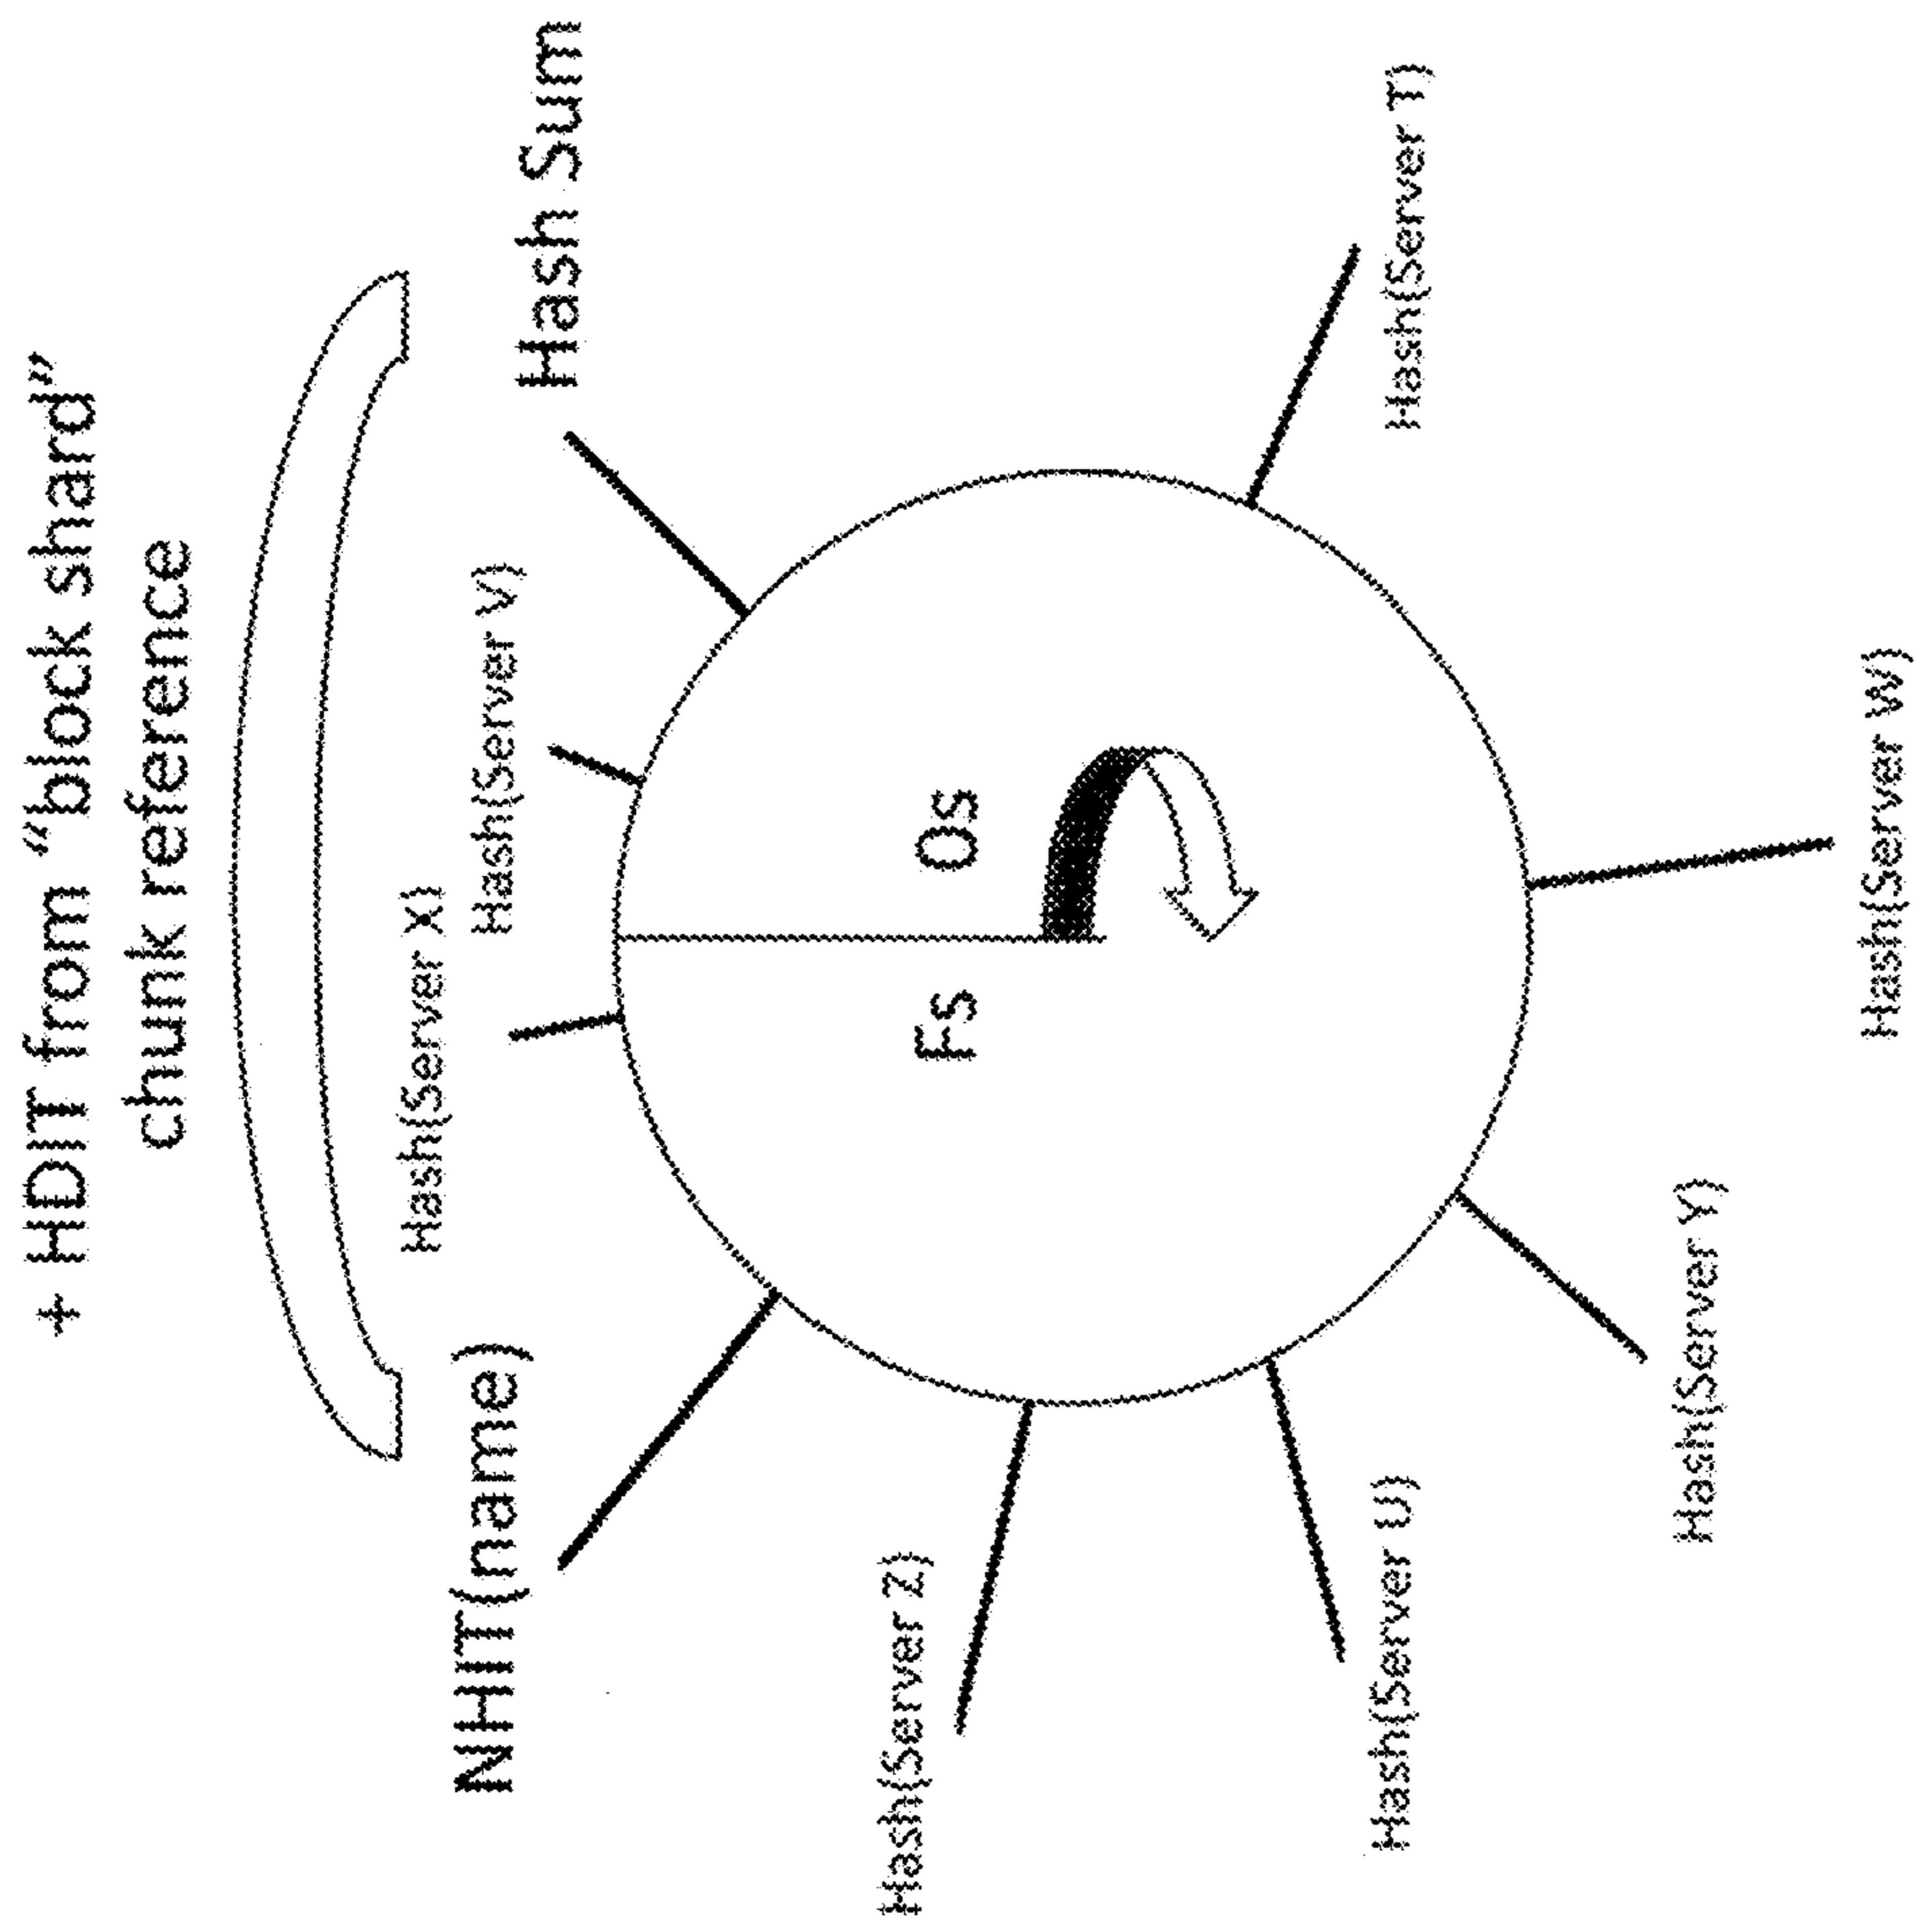 + HDIT from “block shard”
chunk reference
Hash(Server X)
NHIT(name)
Hash(Server V)
Hash Sum
Hash(Server Z)
Fs
0s
Hash(Server U)
Hash(Server T)
Hash(Server Y)
Hash(Server W)